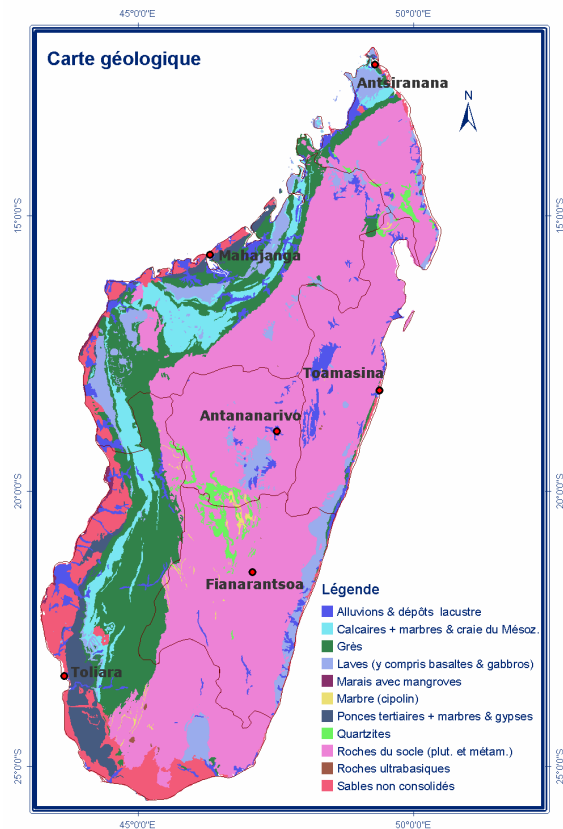 45°0'0"E 50°0'0"E
Carte géologique
Antsiranana
N
15°0'0"S 15°0'0"S
Mahajanga
Toamasina
Antananarivo
20°0'0"S 20°0'0"S
Fianarantsoa
Légende
Alluvions & dépôts lacustre
Calcaires + marbres & craie du Mésoz.
Grès
Laves (y compris basaltes & gabbros)
Marais avec mangroves
Toliara
Marbre (cipolin)
Ponces tertiaires + marbres & gypses
Quartzites
Roches du socle (plut. et métam.)
Roches ultrabasiques
Sables non consolidés
25°0'0"S 25°0'0"S
45°0'0"E 50°0'0"E